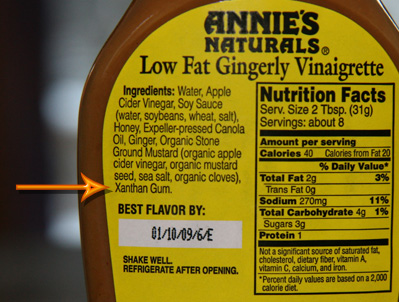 ANNIE'S
NATURALS®
Low Fat Gingerly Vinaigrette
Ingredients: Water, Apple
Cider Vinegar, Soy Sauce
(water, soybeans, wheat, salt),
Honey, Expeller-pressed Canola
Oil, Ginger, Organic Stone
Ground Mustard (organic apple
cider vinegar, organic mustard
seed, sea salt, organic cloves),
Xanthan Gum.
BEST FLAVOR BY:
01/10/09/6/E
SHAKE WELL.
REFRIGERATE AFTER OPENING.
Nutrition Facts
Serv. Size 2 Tbsp. (31g)
Servings: about 8
Amount per serving
Calories 40 Calories from Fat 20
% Daily Value*
Total Fat 2g 3%
Trans Fat 0g
Sodium 270mg 11%
Total Carbohydrate 4g 1%
Sugars 3g
Protein 1
Not a significant source of saturated fat,
cholesterol, dietary fiber, vitamin A,
vitamin C, calcium, and iron.
*Percent daily values are based on a 2,000
calorie diet.